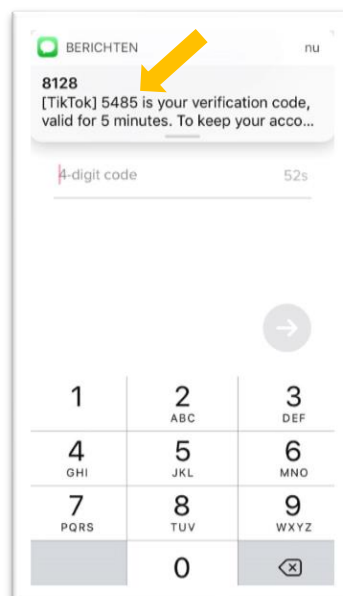 BERICHTEN nu
8128
[TikTok] 5485 is your verification code,
valid for 5 minutes. To keep your acco...
4-digit code 52s
1 2 3
ABC DEF
4 5 6
GHI JKL MNO
7 8 9
PQRS TUV WXYZ
0